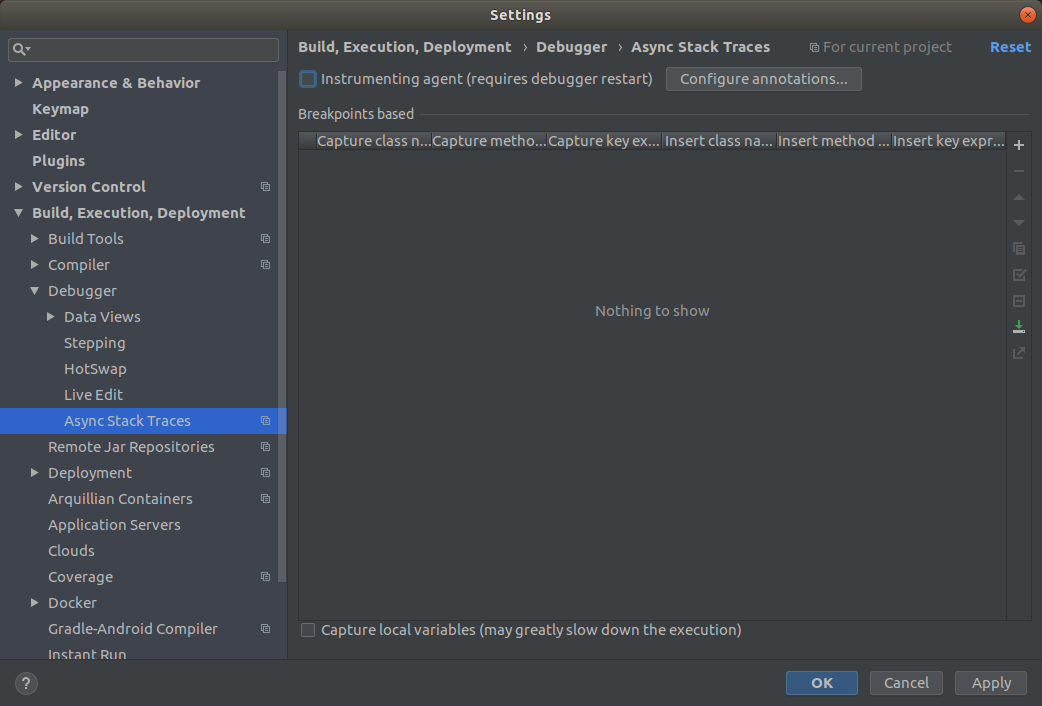 Settings
Build, Execution, Deployment › Debugger › Async Stack Traces For current project Reset
Instrumenting agent (requires debugger restart) Configure annotations...
Breakpoints based
Capture class n... Capture metho... Capture key ex... Insert class na... Insert method ... Insert key expr...
Nothing to show
Capture local variables (may greatly slow down the execution)
Appearance & Behavior
Keymap
Editor
Plugins
Version Control
Build, Execution, Deployment
Build Tools
Compiler
Debugger
Data Views
Stepping
HotSwap
Live Edit
Async Stack Traces
Remote Jar Repositories
Deployment
Arquillian Containers
Application Servers
Clouds
Coverage
Docker
Gradle-Android Compiler
Instant Run
? OK Cancel Apply